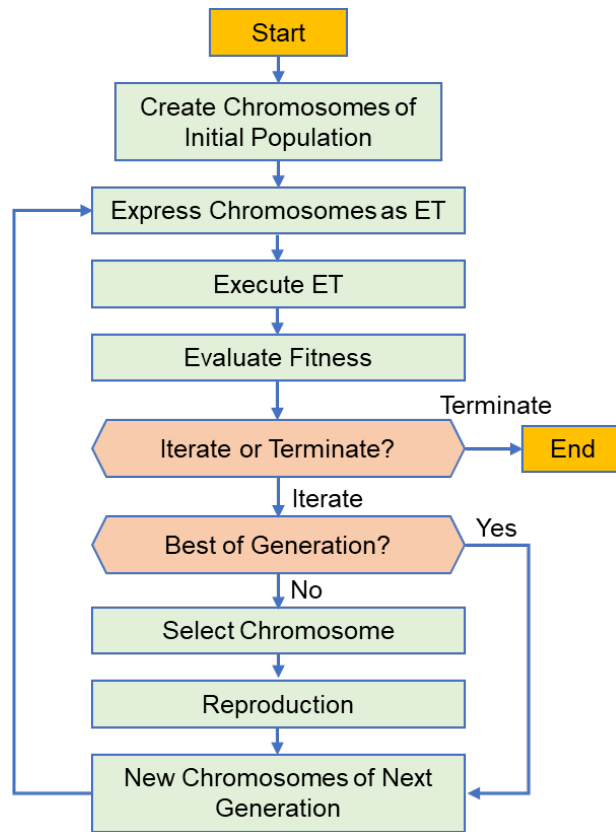 Start
Create Chromosomes of
Initial Population
Express Chromosomes as ET
Execute ET
Evaluate Fitness
Terminate
Iterate or Terminate?
End
Iterate
Best of Generation?
Yes
No
Select Chromosome
Reproduction
New Chromosomes of Next
Generation